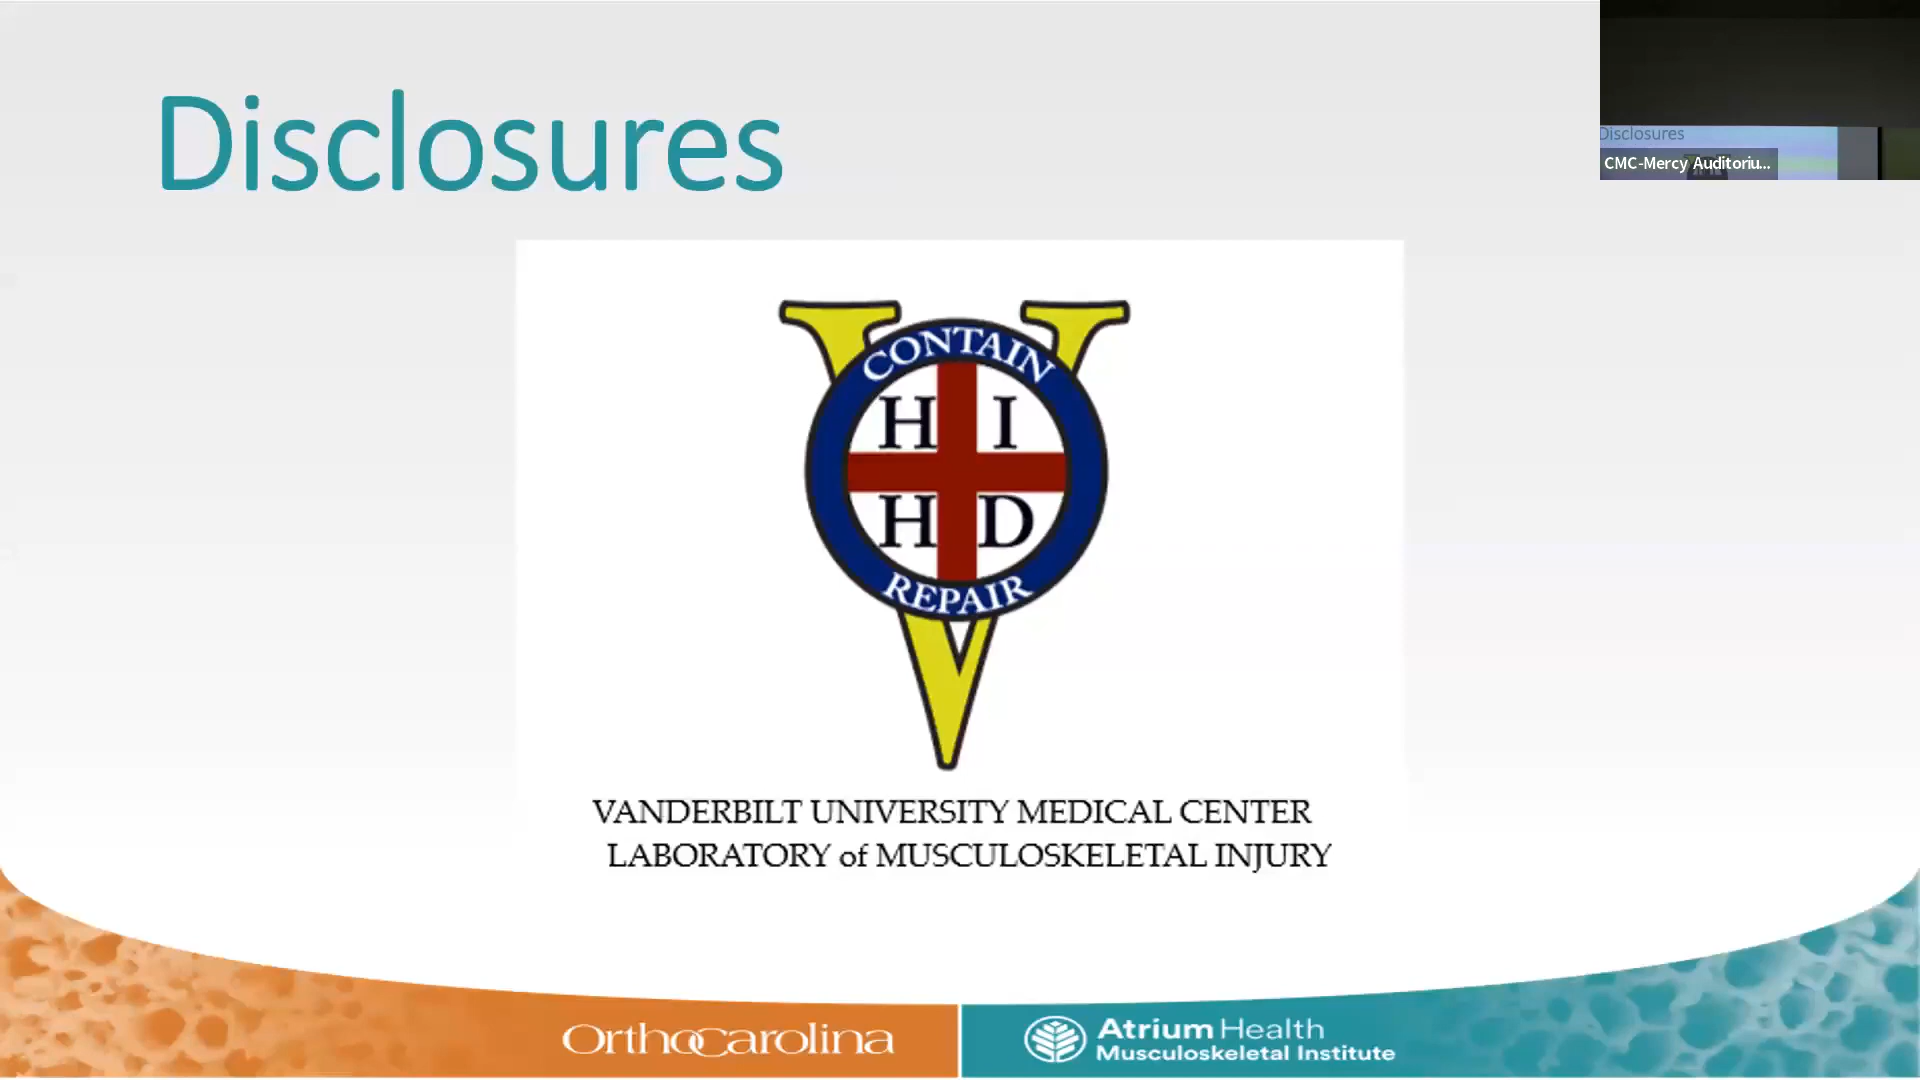 Disclosures
Disclosures
CMC-Mercy Auditoriu...
CONTAIN
H I
H D
REPAIR
VANDERBILT UNIVERSITY MEDICAL CENTER
LABORATORY of MUSCULOSKELETAL INJURY
OrthoCarolina
Atrium Health
Musculoskeletal Institute